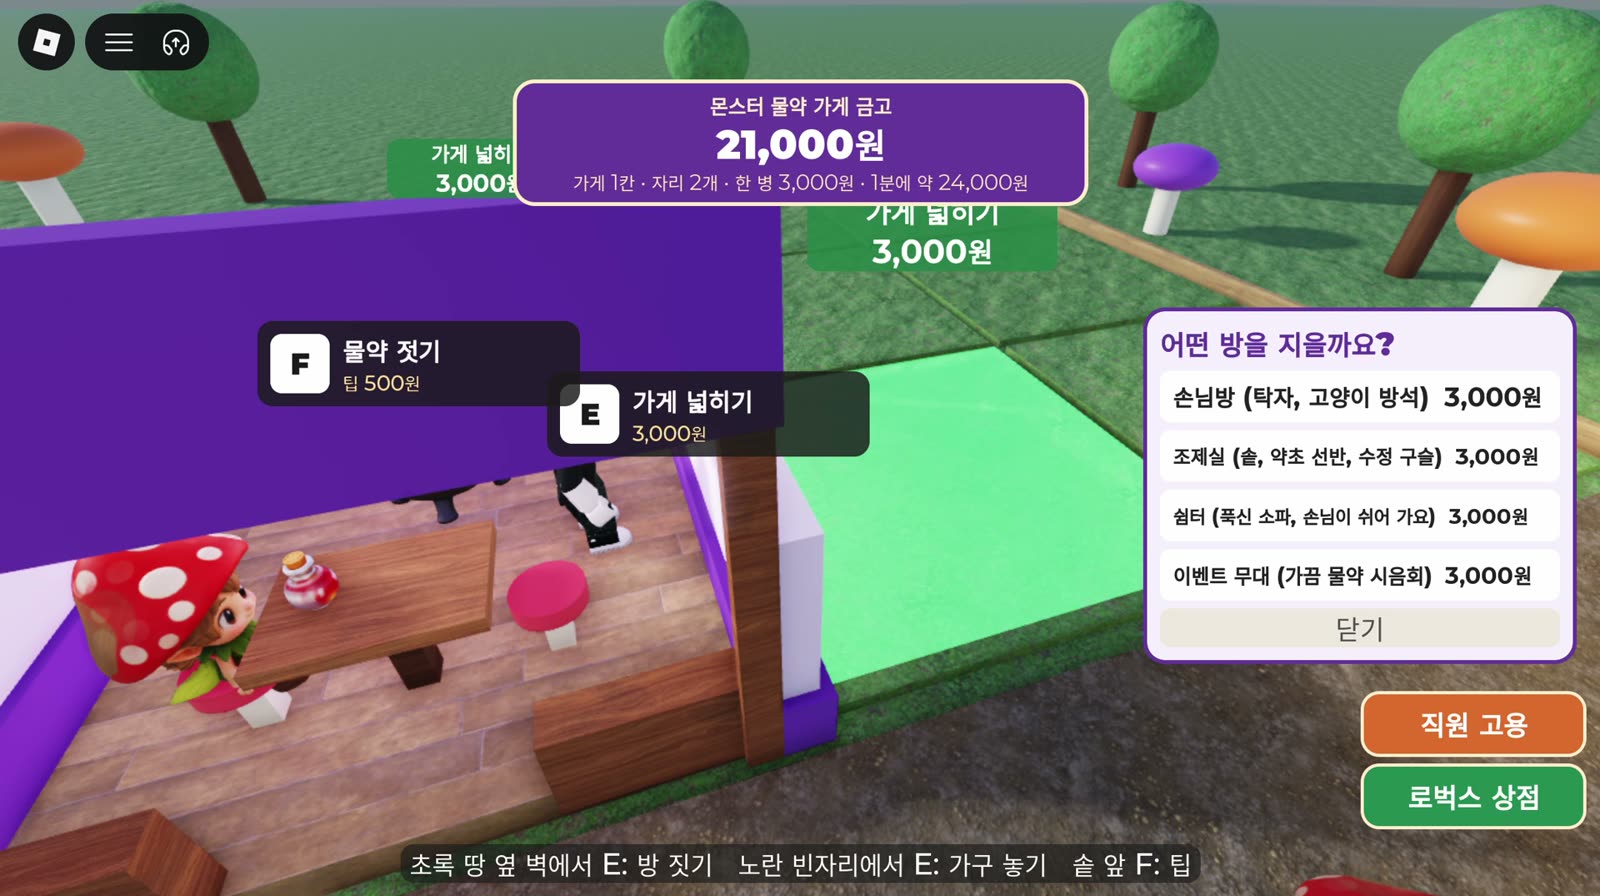 몬스터 물약 가게 금고
21,000원
가게 1칸 · 자리 2개 · 한 병 3,000원 · 1분에 약 24,000원
가게 넓히
3,000원
가게 넓히기
3,000원
F
물약 젓기
팁 500원
E
가게 넓히기
3,000원
어떤 방을 지을까요?
손님방 (탁자, 고양이 방석) 3,000원
조제실 (솥, 약초 선반, 수정 구슬) 3,000원
쉼터 (푹신 소파, 손님이 쉬어 가요) 3,000원
이벤트 무대 (가끔 물약 시음회) 3,000원
닫기
직원 고용
로벅스 상점
초록 땅 옆 벽에서 E: 방 짓기 노란 빈자리에서 E: 가구 놓기 솥 앞 F: 팁